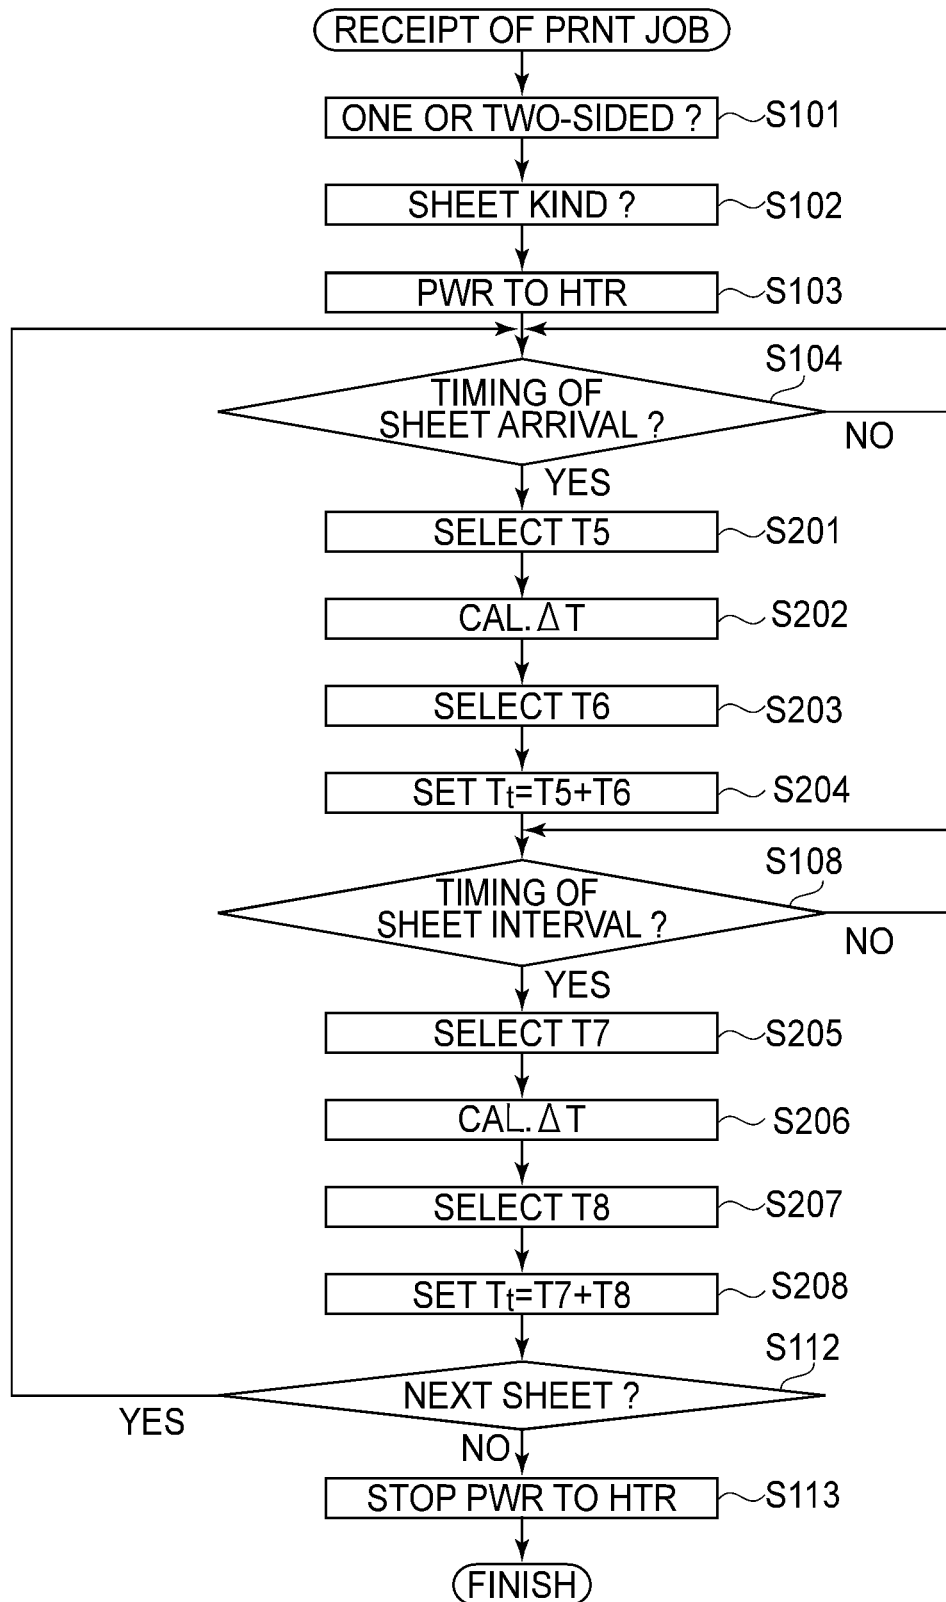 RECEIPT OF PRNT JOB
ONE OR TWO-SIDED ?
S101
SHEET KIND ?
S102
PWR TO HTR
S103
S104
TIMING OF
SHEET ARRIVAL ?
NO
YES
SELECT T5
S201
CAL. Δ T
S202
SELECT T6
S203
SET Tt=T5+T6
S204
S108
TIMING OF
SHEET INTERVAL ?
NO
YES
SELECT T7
S205
CAL. Δ T
S206
SELECT T8
S207
SET Tt=T7+T8
S208
S112
NEXT SHEET ?
YES
NO
STOP PWR TO HTR
S113
FINISH